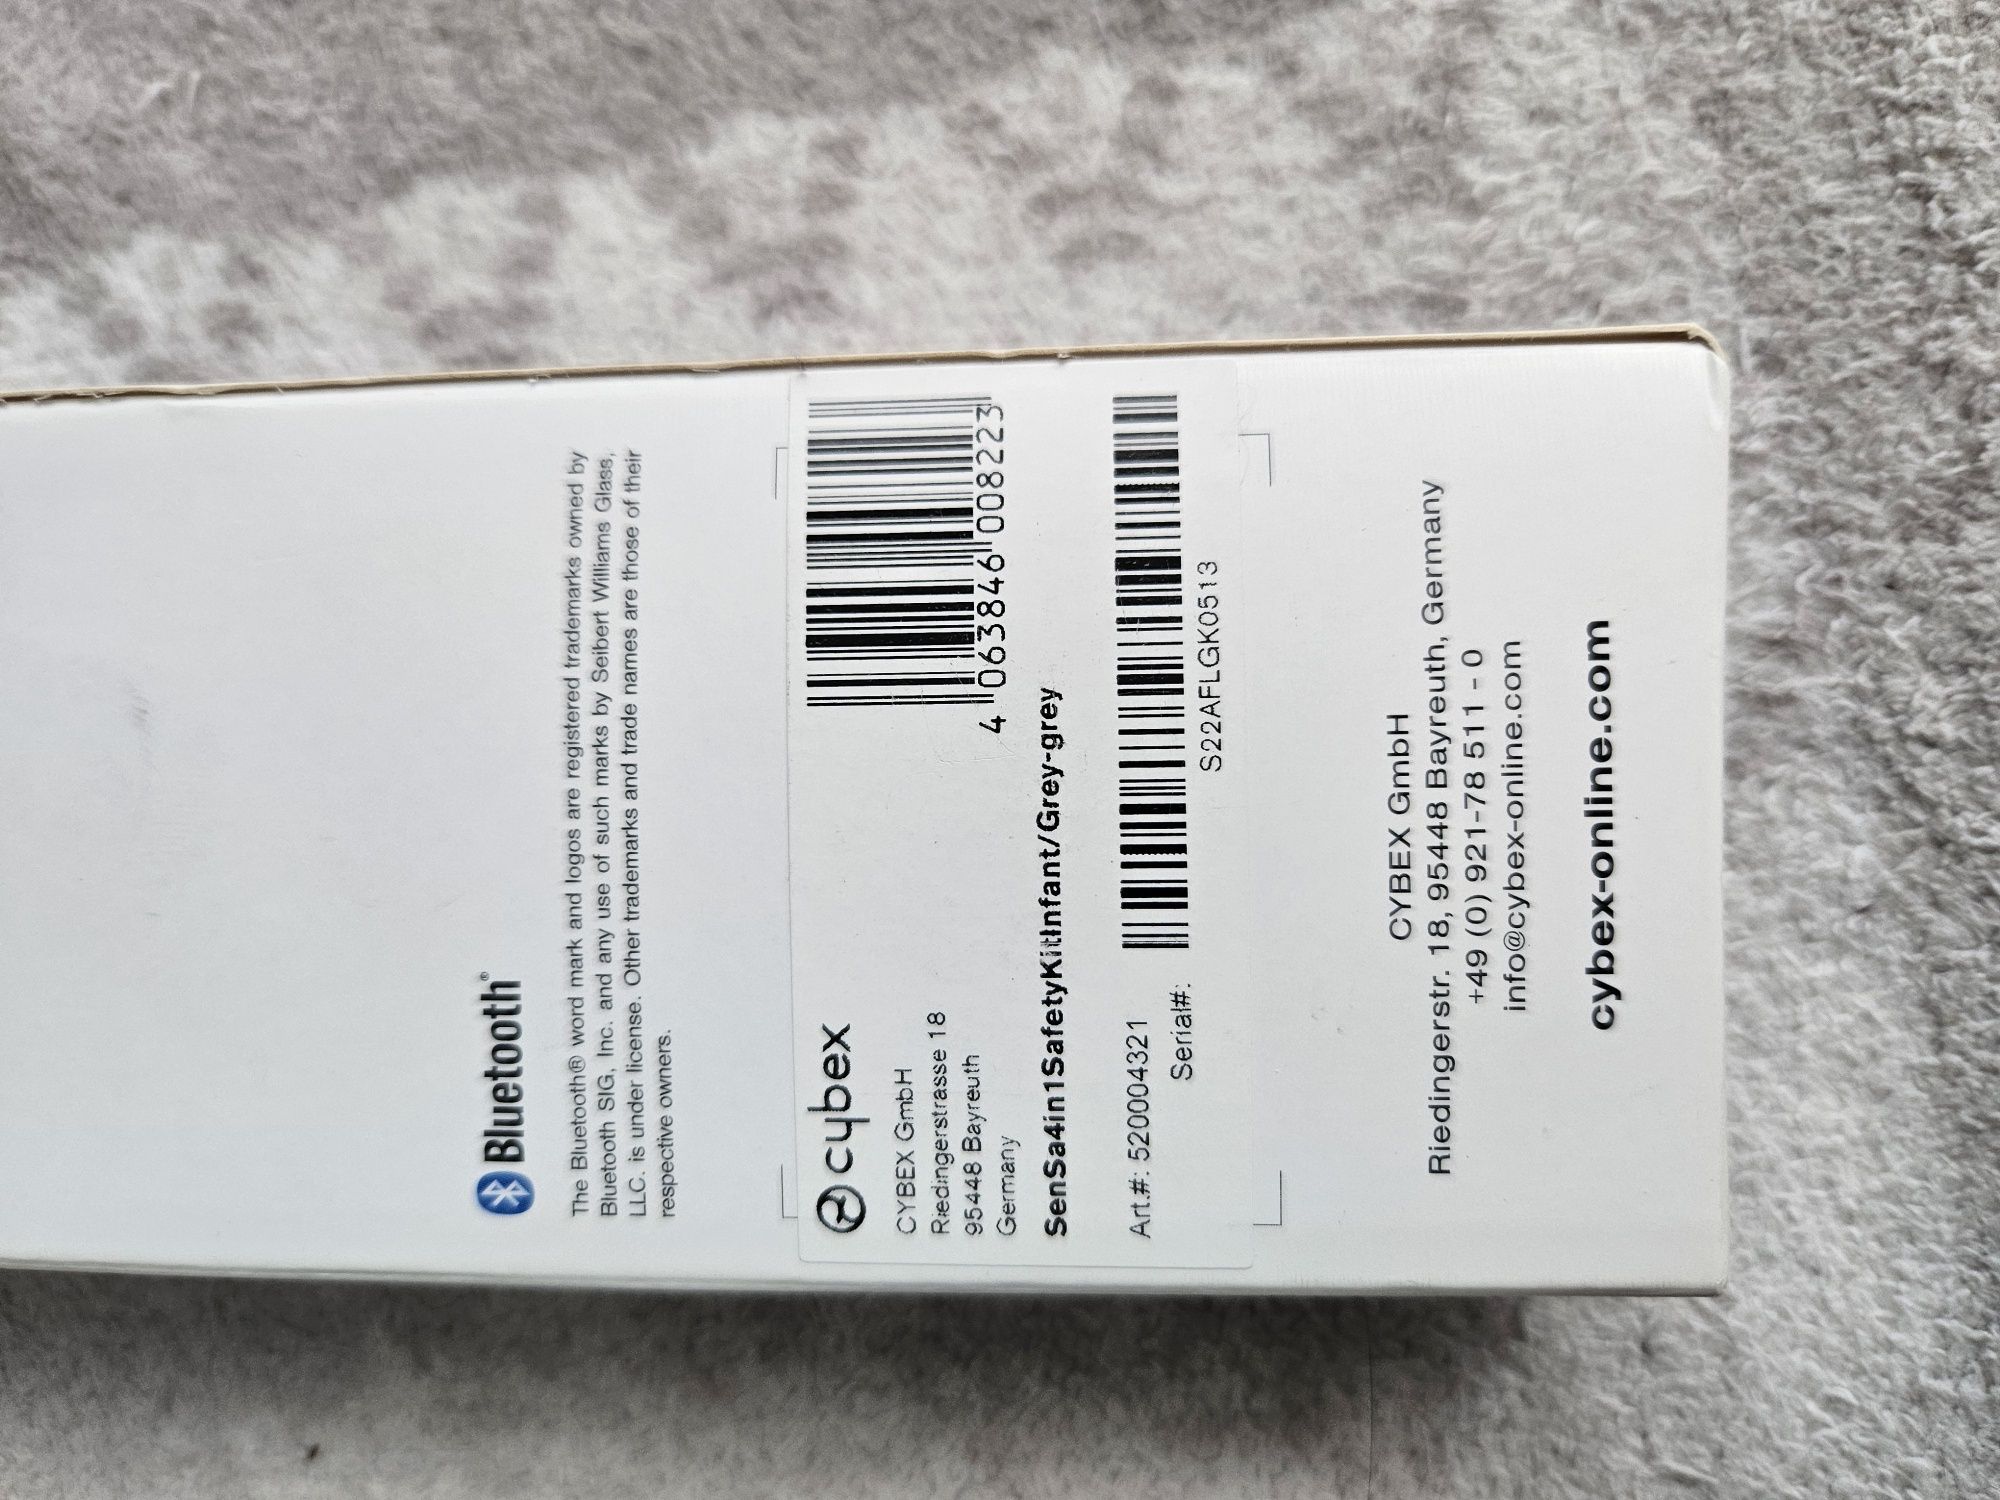 Bluetooth®
The Bluetooth® word mark and logos are registered trademarks owned by
Bluetooth SIG, Inc. and any use of such marks by Seibert Williams Glass,
LLC. is under license. Other trademarks and trade names are those of their
respective owners.
cybex
CYBEX GmbH
Riedingerstrasse 18
95448 Bayreuth
Germany
4 063846 008223
SenSa4in1SafetyKitInfant/Grey-grey
Art.#: 520004321
Serial#:
S22AFLGK0513
CYBEX GmbH
Riedingerstr. 18, 95448 Bayreuth, Germany
+49 (0) 921-78 511 - 0
info@cybex-online.com
cybex-online.com